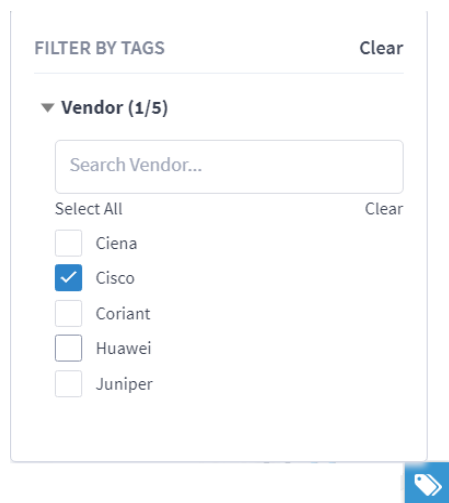 FILTER BY TAGS Clear
Vendor (1/5)
Search Vendor...
Select All Clear
Ciena
Cisco
Coriant
Huawei
Juniper